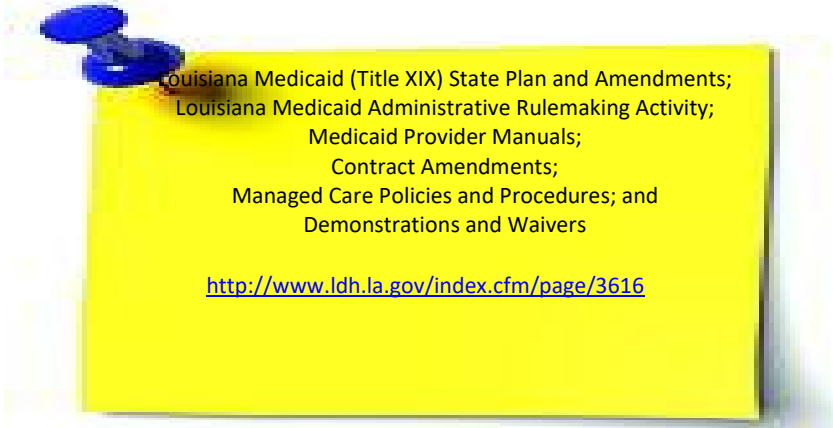 Louisiana Medicaid (Title XIX) State Plan and Amendments;
Louisiana Medicaid Administrative Rulemaking Activity;
Medicaid Provider Manuals;
Contract Amendments;
Managed Care Policies and Procedures; and
Demonstrations and Waivers
http://www.ldh.la.gov/index.cfm/page/3616